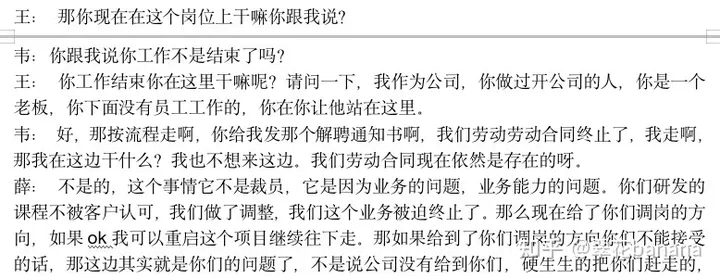 王： 那你现在在这个岗位上干嘛你跟我说?
韦：你跟我说你工作不是结束了吗?
王： 你工作结束你在这里干嘛呢？请问一下，我作为公司，你做过开公司的人，你是一个
老板，你下面没有员工工作的，你在你让他站在这里。
韦： 好，那按流程走啊，你给我发那个解聘通知书啊，我们劳动劳动合同终止了，我走啊，
那我在这边干什么？我也不想来这边。我们劳动合同现在依然是存在的呀。
薛： 不是的，这个事情它不是裁员，它是因为业务的问题，业务能力的问题。你们研发的
课程不被客户认可，我们做了调整，我们这个业务被迫终止了。那么现在给了你们调岗的方
向，如果 ok 我可以重启这个项目继续往下走。那如果给到了你们调岗的方向你们不能接受
的话，那这边其实就是你们的问题了，不是说公司没有给到你们，硬生生的把你们赶走的，
知乎 @ banana